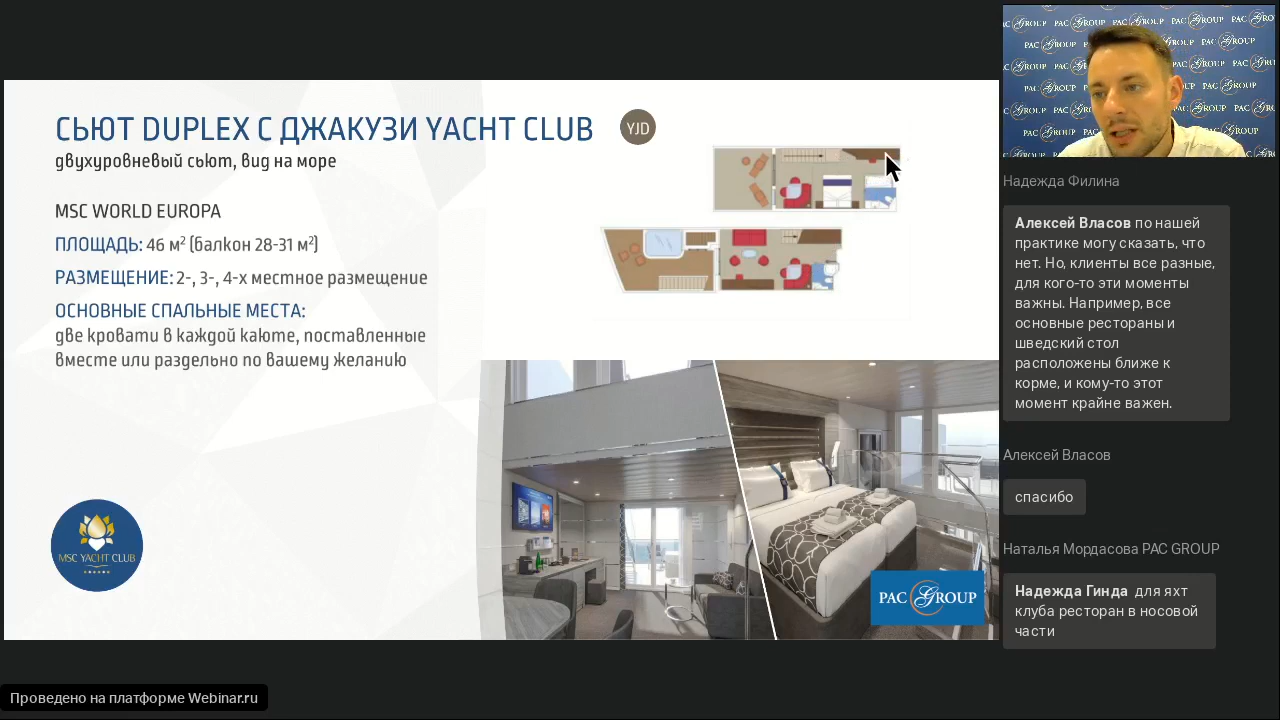 СЬЮТ DUPLEX С ДЖАКУЗИ YACHT CLUB
YJD
двухуровневый сьют, вид на море
MSC WORLD EUROPA
ПЛОЩАДЬ: 46 м² (балкон 28-31 м²)
РАЗМЕЩЕНИЕ: 2-, 3-, 4-х местное размещение
ОСНОВНЫЕ СПАЛЬНЫЕ МЕСТА:
две кровати в каждой каюте, поставленные
вместе или раздельно по вашему желанию
MSC YACHT CLUB
PAC GROUP
Проведено на платформе Webinar.ru
PAC GROUP
Надежда Филина
Алексей Власов по нашей
практике могу сказать, что
нет. Но, клиенты все разные,
для кого-то эти моменты
важны. Например, все
основные рестораны и
шведский стол
расположены ближе к
корме, и кому-то этот
момент крайне важен.
Алексей Власов
спасибо
Наталья Мордасова PAC GROUP
Надежда Гинда для яхт
клуба ресторан в носовой
части